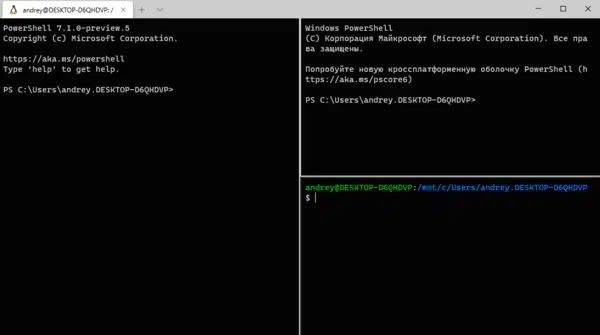 andrey@DESKTOP-D6QHDVP: /
PowerShell 7.1.0-preview.5
Copyright (c) Microsoft Corporation.
https://aka.ms/powershell
Type 'help' to get help.
PS C:\Users\andrey.DESKTOP-D6QHDVP>
Windows PowerShell
(C) Корпорация Майкрософт (Microsoft Corporation). Все пра
ва защищены.
Попробуйте новую кроссплатформенную оболочку PowerShell (h
ttps://aka.ms/pscore6)
PS C:\Users\andrey.DESKTOP-D6QHDVP>
andrey@DESKTOP-D6QHDVP:/mnt/c/Users/andrey.DESKTOP-D6QHDVP
$